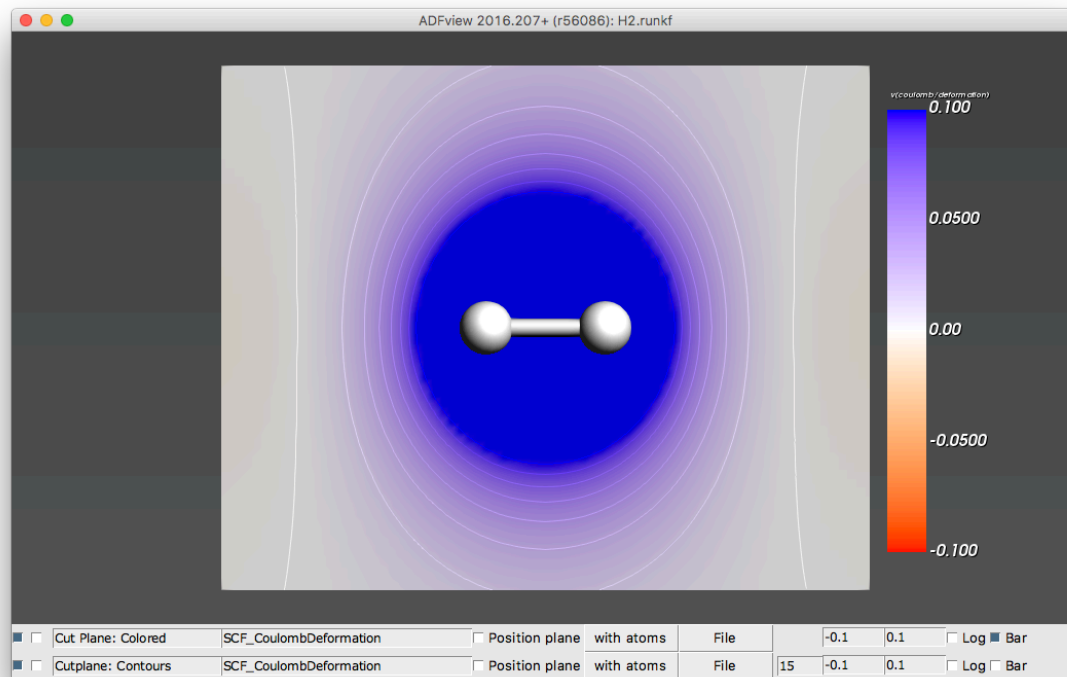 ADFview 2016.207+ (r56086): H2.runkf
v(coulomb/deformation)
0.100
0.0500
0.00
-0.0500
-0.100
Cut Plane: Colored SCF_CoulombDeformation Position plane with atoms File -0.1 0.1 Log Bar
Cutplane: Contours SCF_CoulombDeformation Position plane with atoms File 15 -0.1 0.1 Log Bar